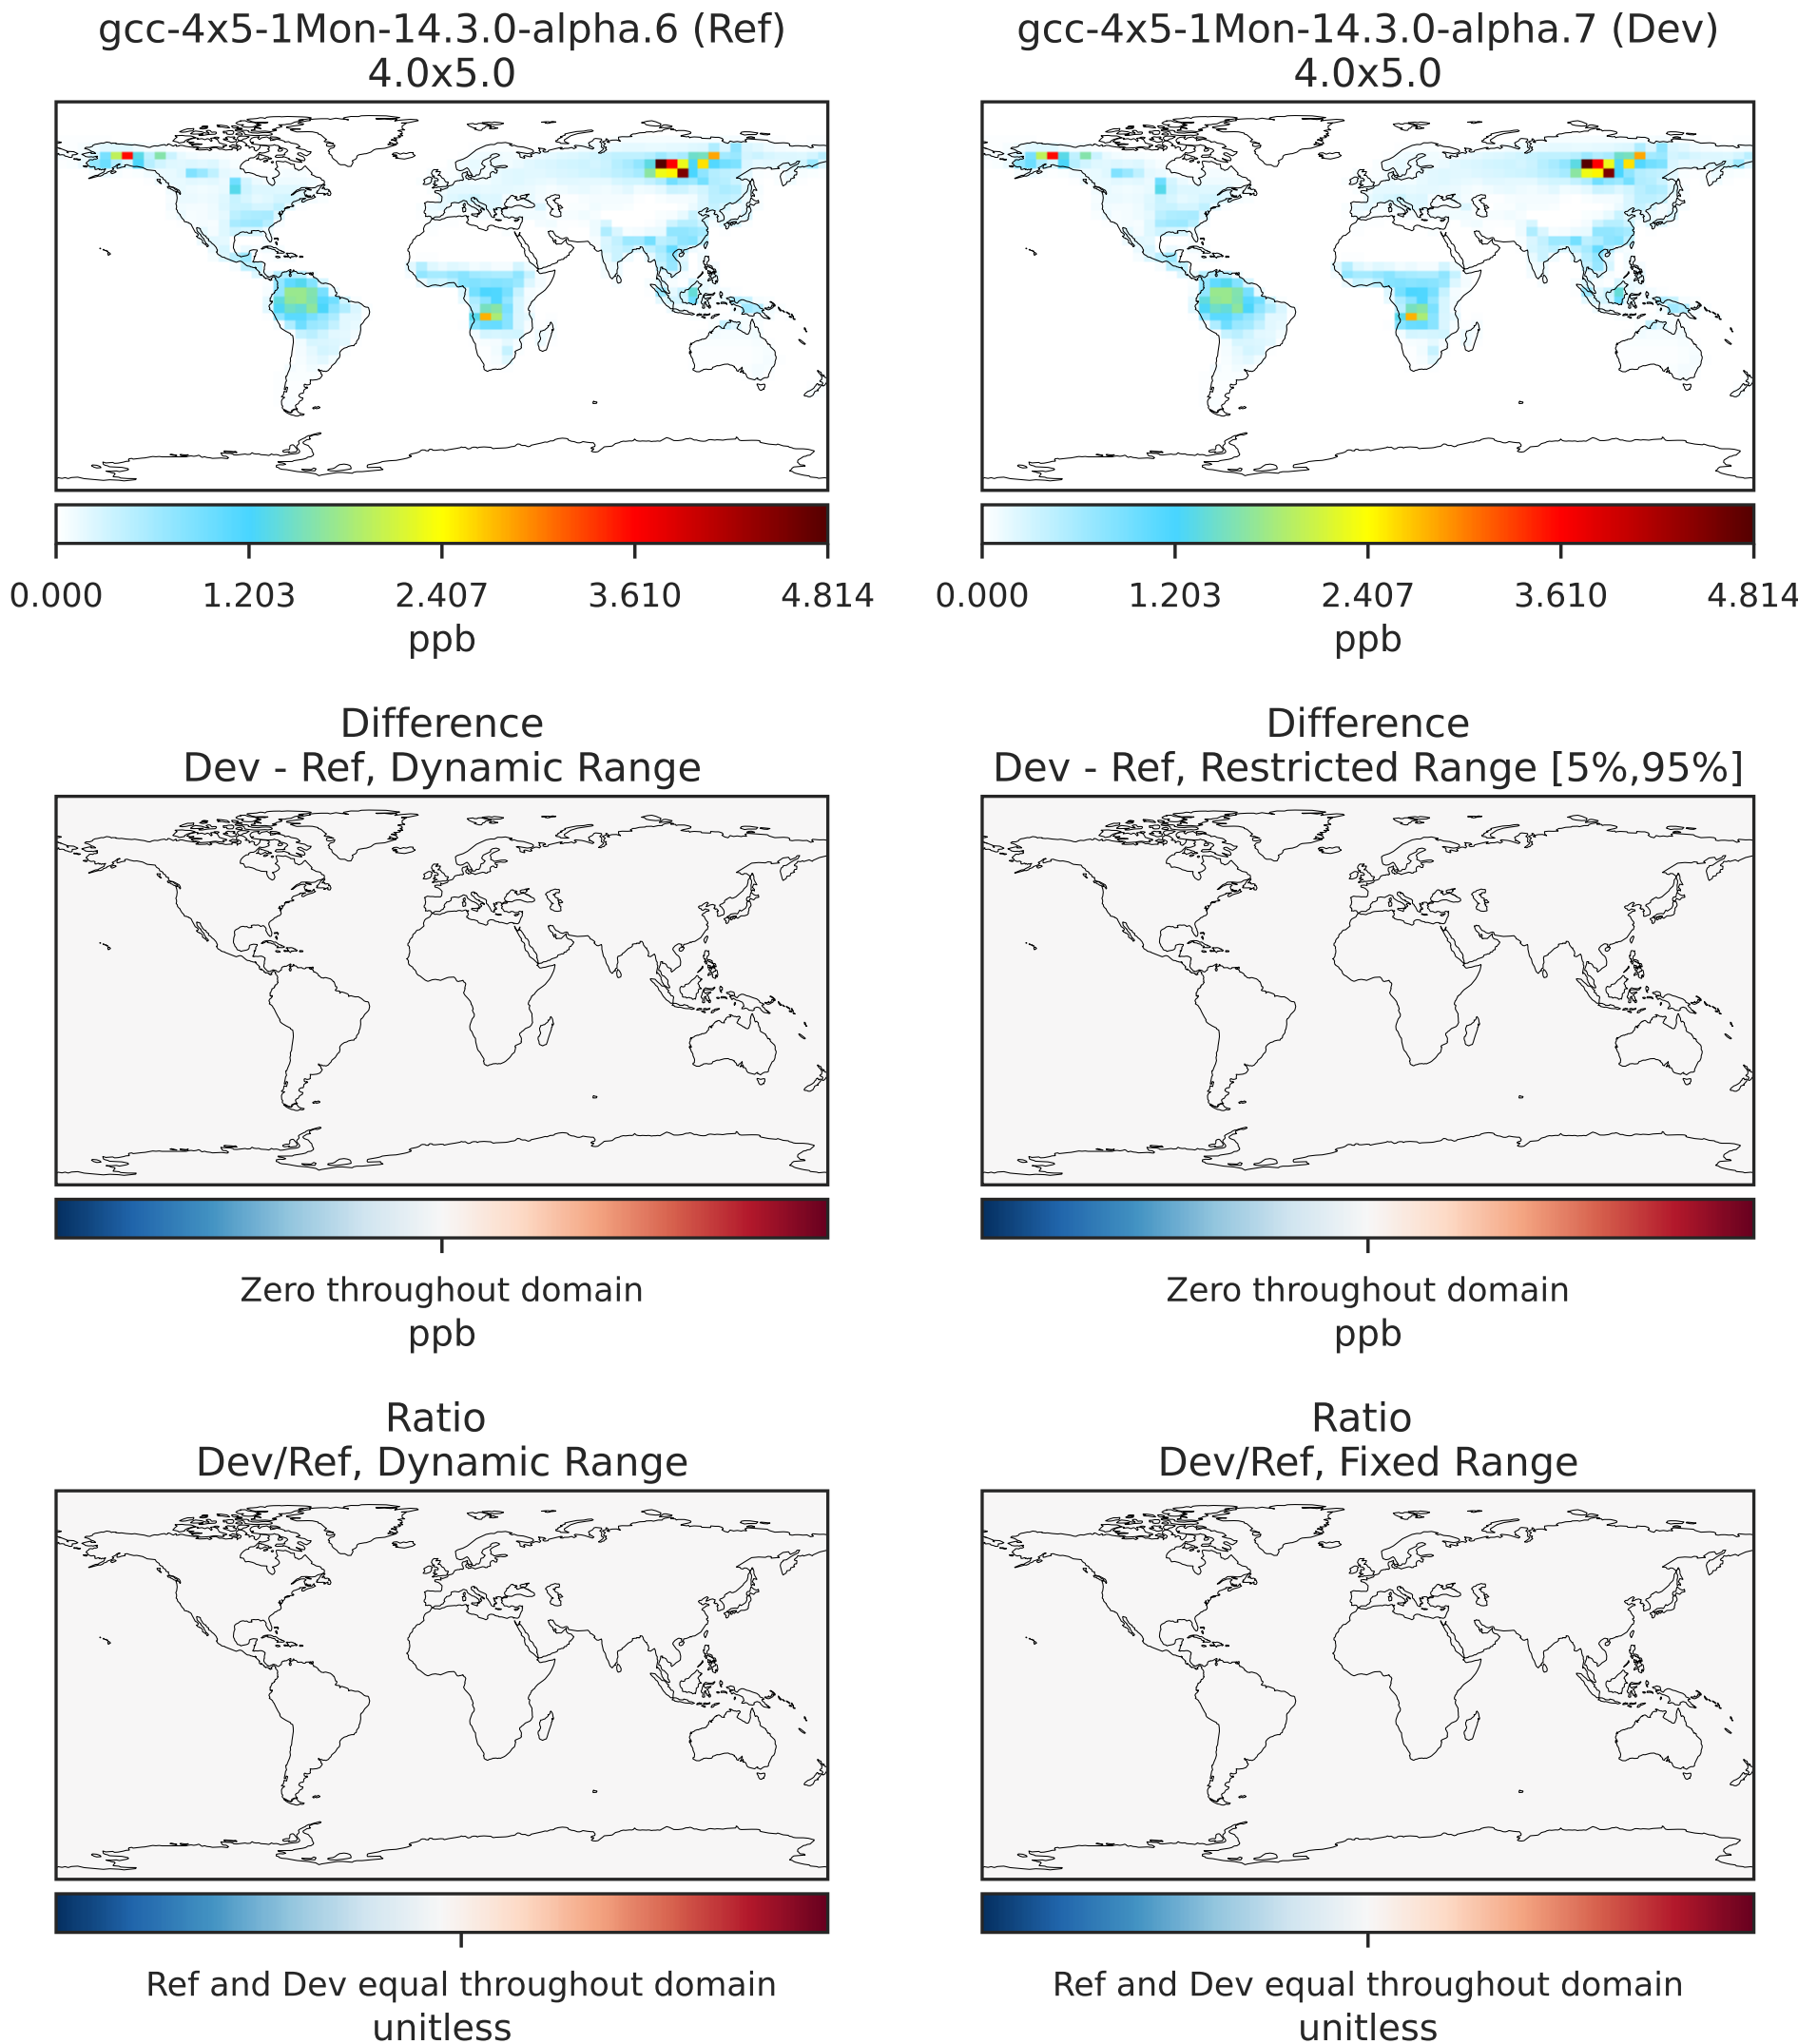 gcc-4x5-1Mon-14.3.0-alpha.6 (Ref)
4.0x5.0
gcc-4x5-1Mon-14.3.0-alpha.7 (Dev)
4.0x5.0
0.000 1.203 2.407 3.610 4.814
ppb
0.000 1.203 2.407 3.610 4.814
ppb
Difference
Dev - Ref, Dynamic Range
Difference
Dev - Ref, Restricted Range [5%,95%]
Zero throughout domain
ppb
Zero throughout domain
ppb
Ratio
Dev/Ref, Dynamic Range
Ratio
Dev/Ref, Fixed Range
Ref and Dev equal throughout domain
unitless
Ref and Dev equal throughout domain
unitless